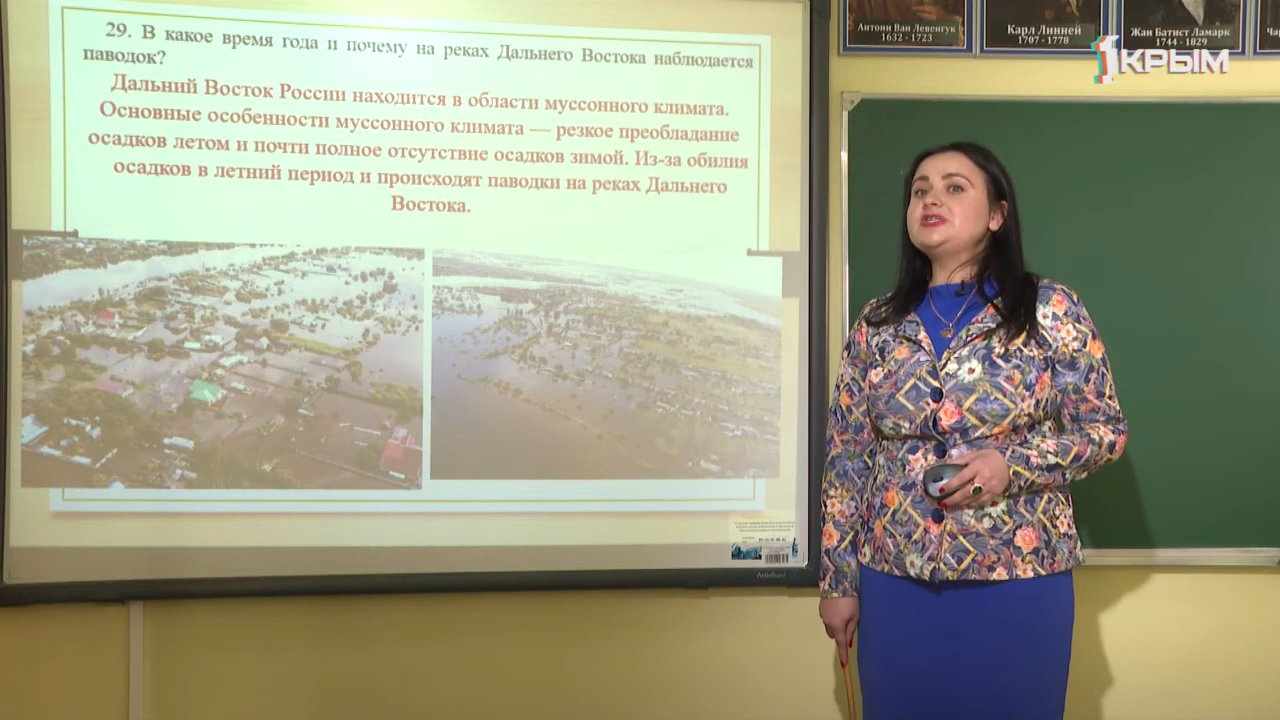 29. В какое время года и почему на реках Дальнего Востока наблюдается
паводок?
Дальний Восток России находится в области муссонного климата.
Основные особенности муссонного климата — резкое преобладание
осадков летом и почти полное отсутствие осадков зимой. Из-за обилия
осадков в летний период и происходят паводки на реках Дальнего
Востока.
Антони Ван Левенгук
1632 - 1723
Карл Линней
1707 - 1778
Жан Батист Ламарк
1744 - 1829
1КРЫМ